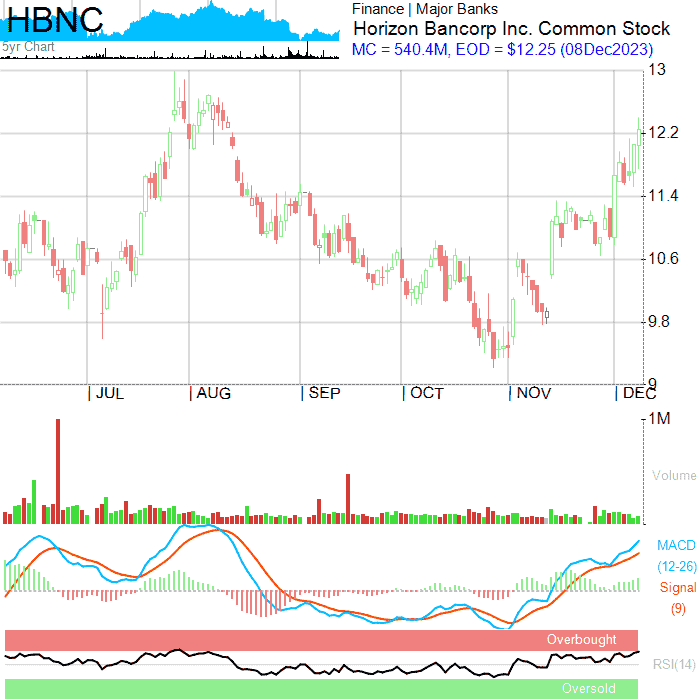 HBNC
5yr Chart
Finance | Major Banks
Horizon Bancorp Inc. Common Stock
MC = 540.4M, EOD = $12.25 (08Dec2023)
13
12.2
11.4
10.6
9.8
9
| JUL | AUG | SEP | OCT | NOV | DEC
1M
Volume
MACD
(12-26)
Signal
(9)
Overbought
RSI(14)
Oversold